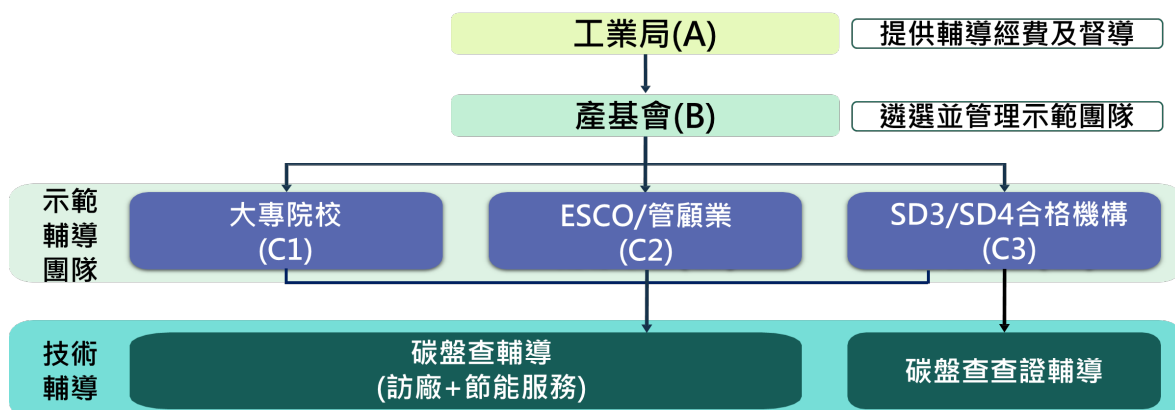 工業局(A)
提供輔導經費及督導
產基會(B)
遴選並管理示範團隊
示範
輔導
團隊
大專院校
(C1)
ESCO/管顧業
(C2)
SD3/SD4合格機構
(C3)
技術
輔導
碳盤查輔導
(訪廠+節能服務)
碳盤查查證輔導